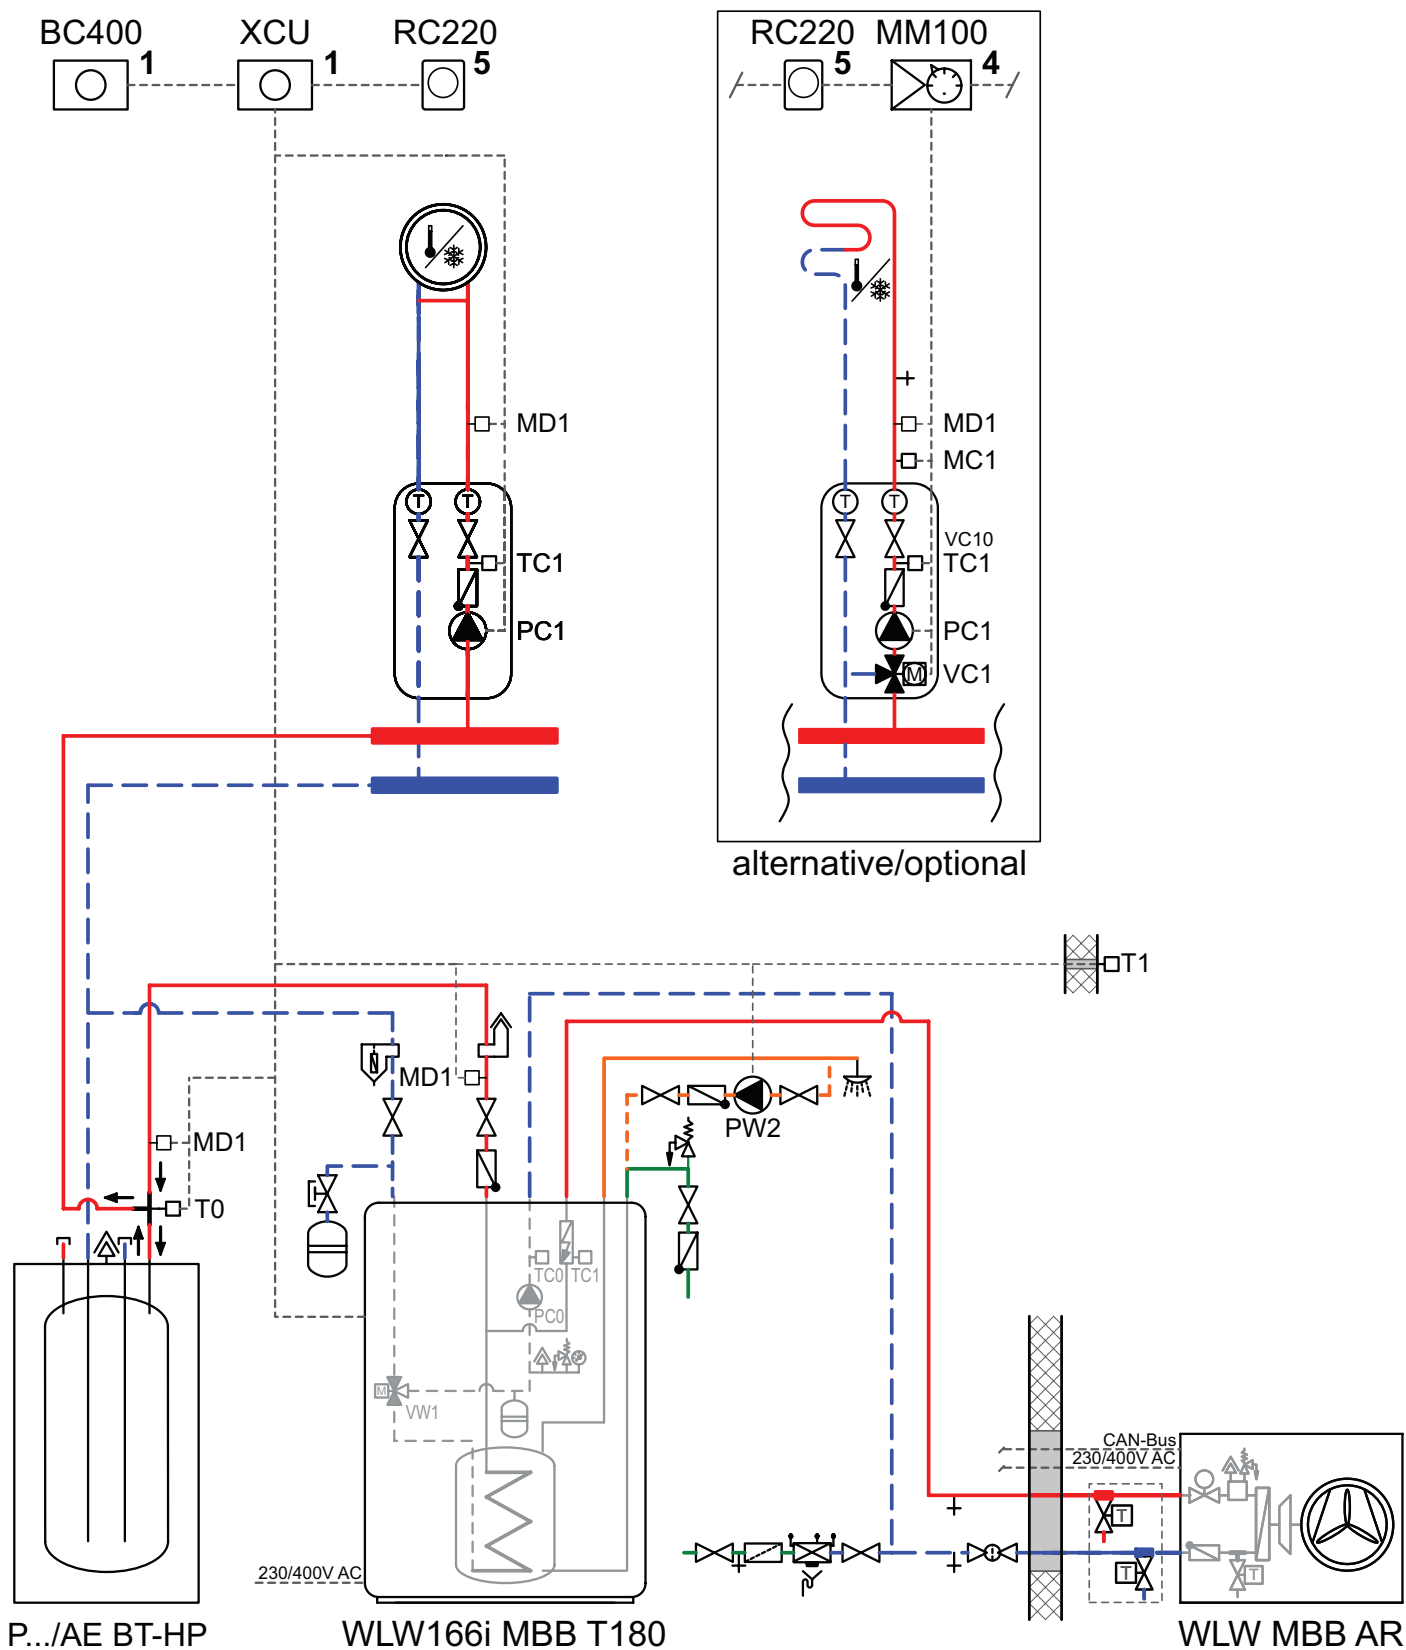 BC400 XCU RC220
1 1 5
RC220 MM100
5 4
MD1
T T
TC1
PC1
MD1
MC1
T T
VC10
TC1
PC1
M VC1
alternative/optional
T1
MD1
PW2
MD1
T0
TC0 TC1
PC0
M
VW1
CAN-Bus
230/400V AC
T
T
T
230/400V AC
P.../AE BT-HP
WLW166i MBB T180
WLW MBB AR